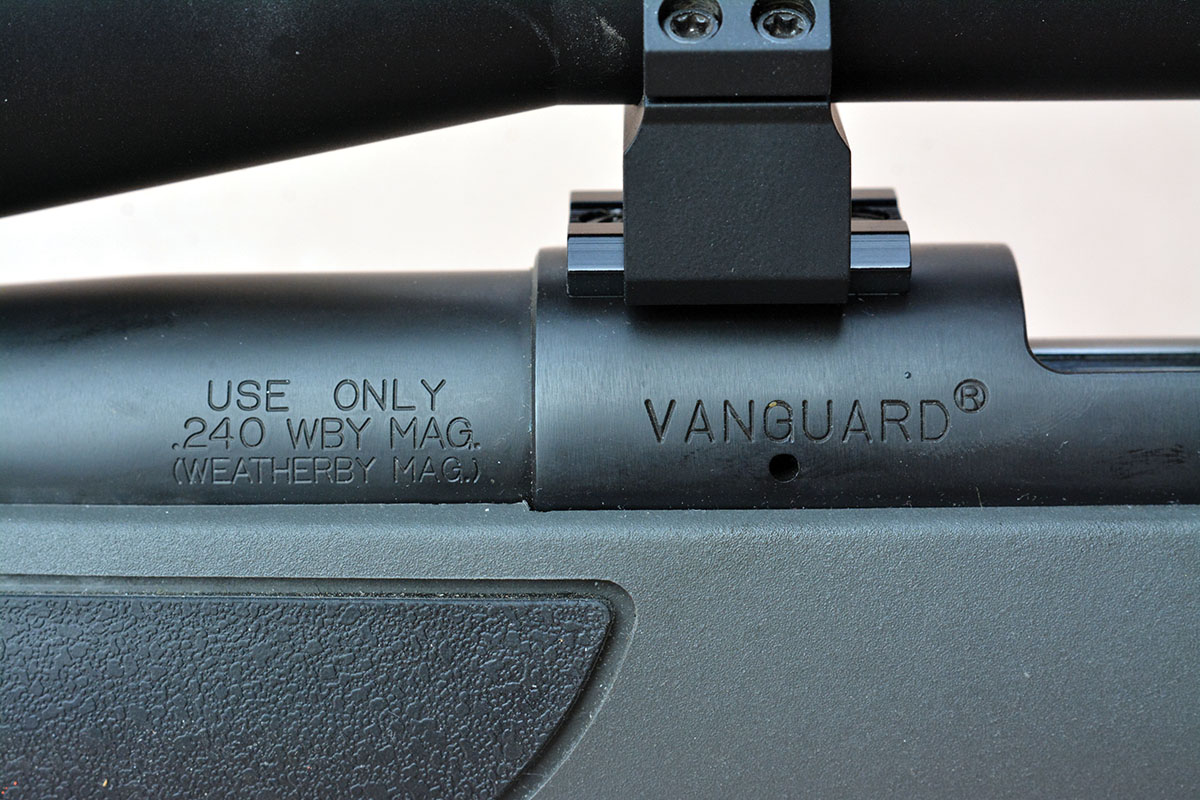 USE ONLY
.240 WBY MAG.
(WEATHERBY MAG.)
VANGUARD®